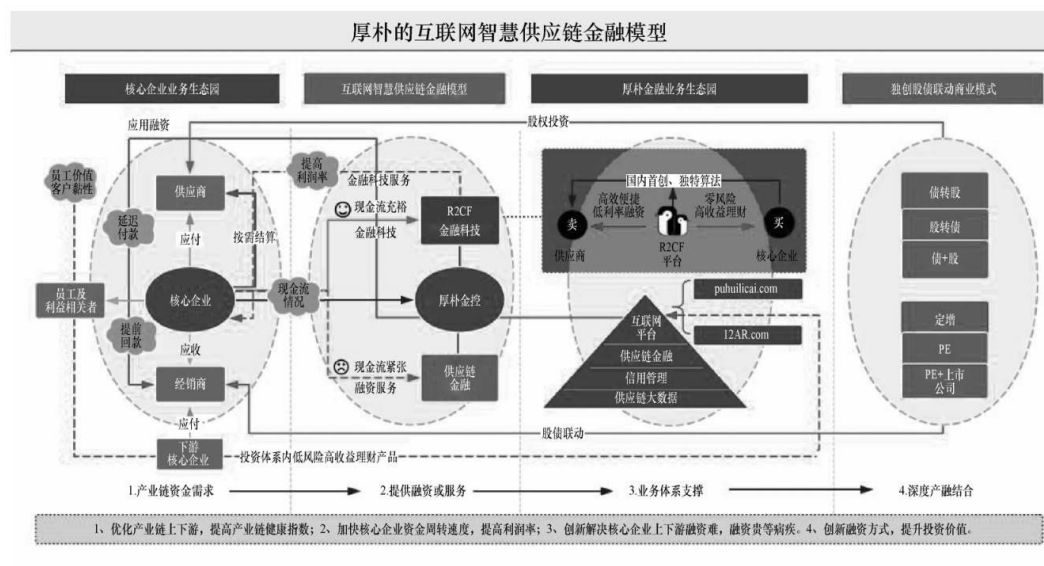 厚朴的互联网智慧供应链金融模型
核心企业业务生态园
互联网智慧供应链金融模型
厚朴金融业务生态园
独创股债联动商业模式
应用融资
股权投资
员工价值
客户黏性
供应商
延迟
付款
应付
按需结算
员工及
利益相关者
核心企业
提前
回款
应收
经销商
应付
下游
核心企业
提高
利润率
金融科技服务
现金流充裕
金融科技
R2CF
金融科技
现金流
情况
厚朴金控
现金流紧张
融资服务
供应链
金融
国内首创、独特算法
高效便捷
低利率融资
零风险
高收益理财
卖
买
供应商
R2CF
平台
核心企业
puhuilicai.com
12AR.com
互联网
平台
供应链金融
信用管理
供应链大数据
债转股
股转债
债+股
定增
PE
PE+上市
公司
股债联动
投资体系内低风险高收益理财产品
1.产业链资金需求
2.提供融资或服务
3.业务体系支撑
4.深度产融结合
1、优化产业链上下游，提高产业链健康指数；2、加快核心企业资金周转速度，提高利润率；3、创新解决核心企业上下游融资难，融资贵等病疾。4、创新融资方式，提升投资价值。